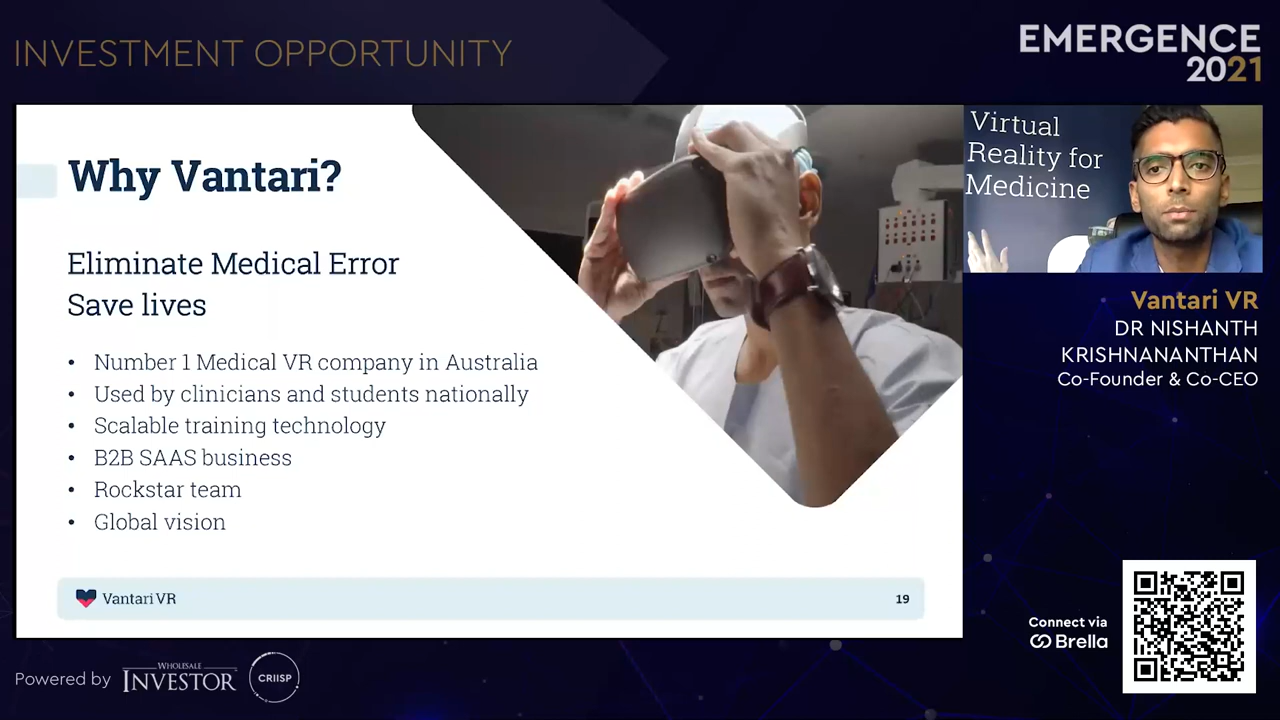 INVESTMENT OPPORTUNITY
EMERGENCE
2021
Why Vantari?
Eliminate Medical Error
Save lives
• Number 1 Medical VR company in Australia
• Used by clinicians and students nationally
• Scalable training technology
• B2B SAAS business
• Rockstar team
• Global vision
Vantari VR
19
Virtual
Reality for
Medicine
Vantari VR
DR NISHANTH
KRISHNANANTHAN
Co-Founder & Co-CEO
Connect via
Brella
Powered by
WHOLESALE
INVESTOR
CRIISP